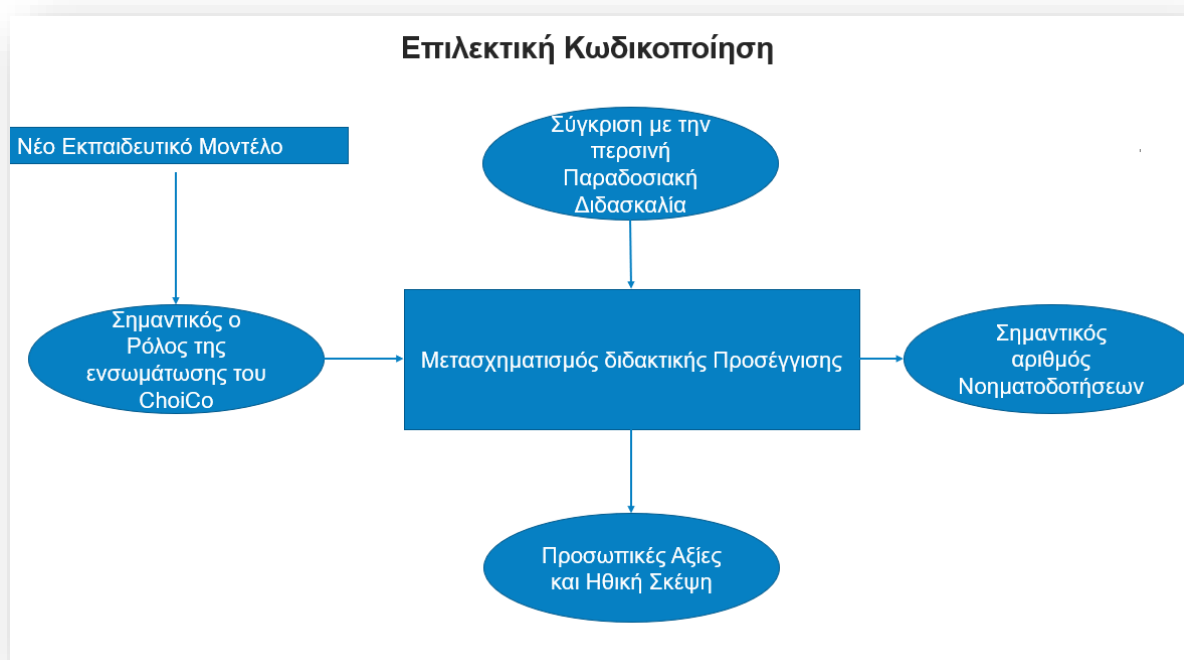 Επιλεκτική Κωδικοποίηση
Νέο Εκπαιδευτικό Μοντέλο
Σύγκριση με την
περσινή
Παραδοσιακή
Διδασκαλία
Σημαντικός ο
Ρόλος της
ενσωμάτωσης του
ChoiCo
Μετασχηματισμός διδακτικής Προσέγγισης
Σημαντικός
αριθμός
Νοηματοδοτήσεων
Προσωπικές Αξίες
και Ηθική Σκέψη